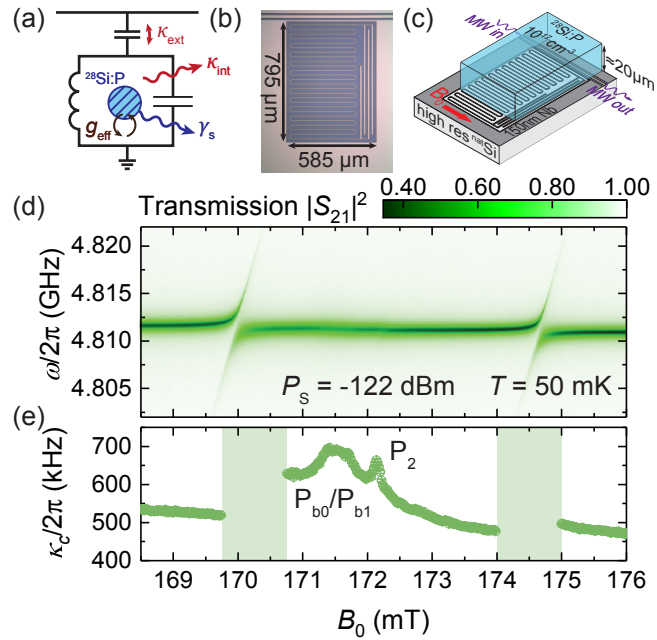 (a)
κext
κint
28Si:P
geff
γs
(b)
795 μm
585 μm
(c)
MW in
28Si:P
10^17cm^-3
≈20μm
B0
150nm Nb
MW out
high res natSi
(d)
Transmission |S21|^2
0.40 0.60 0.80 1.00
4.820
4.815
4.810
4.805
ω/2π (GHz)
PS = -122 dBm T = 50 mK
(e)
700
600
500
400
κc/2π (kHz)
Pb0/Pb1
P2
169 170 171 172 173 174 175 176
B0 (mT)